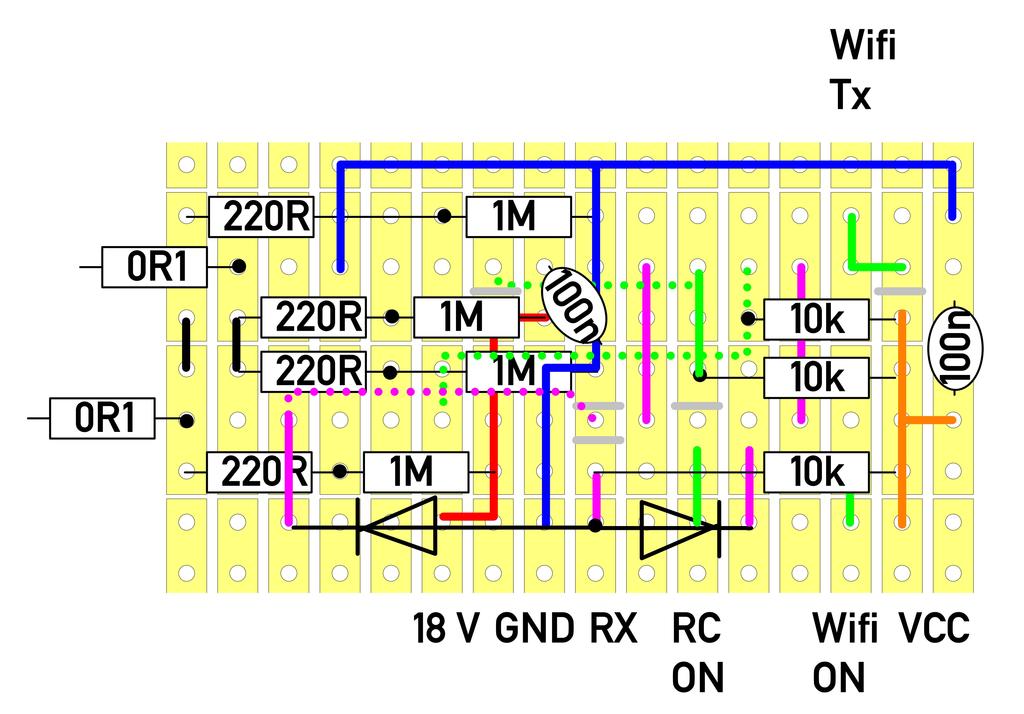 Wifi
Tx
220R 1M
0R1
220R 1M 100n 10k 100n
220R 1M 10k
0R1
220R 1M 10k
18 V GND RX RC Wifi VCC
ON ON